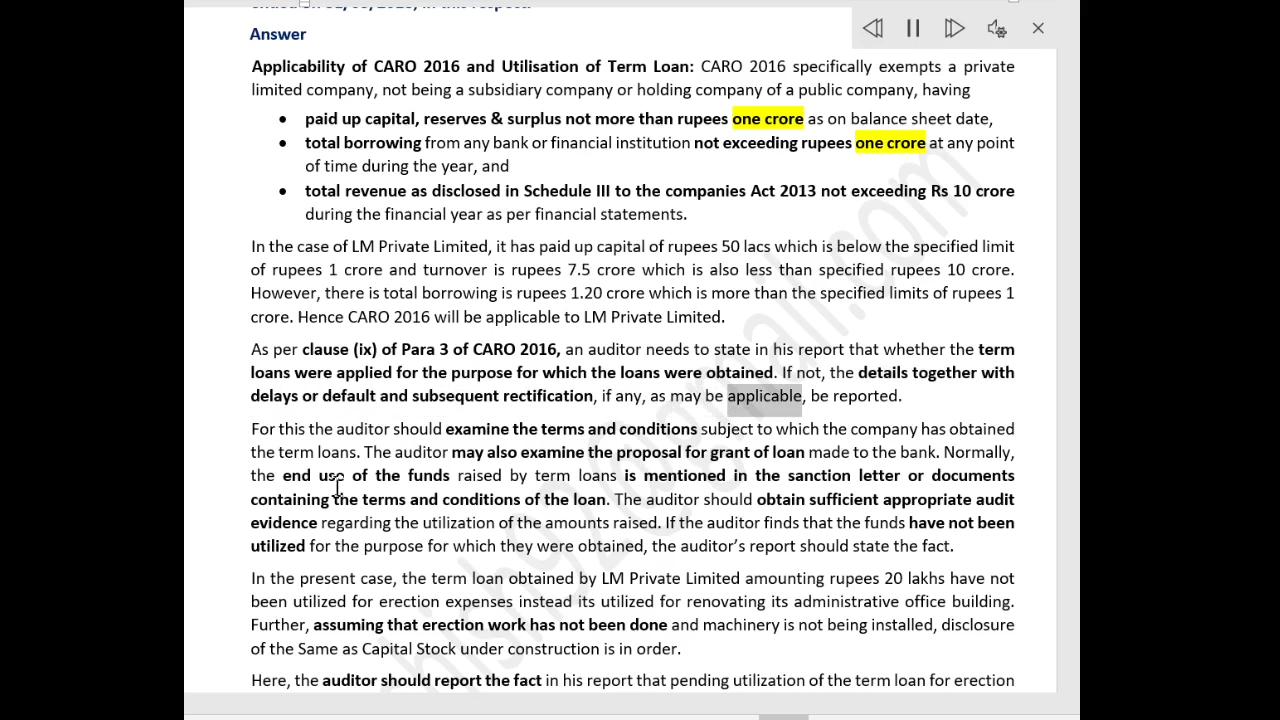 Answer
Applicability of CARO 2016 and Utilisation of Term Loan: CARO 2016 specifically exempts a private
limited company, not being a subsidiary company or holding company of a public company, having
• paid up capital, reserves & surplus not more than rupees one crore as on balance sheet date,
• total borrowing from any bank or financial institution not exceeding rupees one crore at any point
of time during the year, and
• total revenue as disclosed in Schedule III to the companies Act 2013 not exceeding Rs 10 crore
during the financial year as per financial statements.
In the case of LM Private Limited, it has paid up capital of rupees 50 lacs which is below the specified limit
of rupees 1 crore and turnover is rupees 7.5 crore which is also less than specified rupees 10 crore.
However, there is total borrowing is rupees 1.20 crore which is more than the specified limits of rupees 1
crore. Hence CARO 2016 will be applicable to LM Private Limited.
As per clause (ix) of Para 3 of CARO 2016, an auditor needs to state in his report that whether the term
loans were applied for the purpose for which the loans were obtained. If not, the details together with
delays or default and subsequent rectification, if any, as may be applicable, be reported.
For this the auditor should examine the terms and conditions subject to which the company has obtained
the term loans. The auditor may also examine the proposal for grant of loan made to the bank. Normally,
the end use of the funds raised by term loans is mentioned in the sanction letter or documents
containing the terms and conditions of the loan. The auditor should obtain sufficient appropriate audit
evidence regarding the utilization of the amounts raised. If the auditor finds that the funds have not been
utilized for the purpose for which they were obtained, the auditor's report should state the fact.
In the present case, the term loan obtained by LM Private Limited amounting rupees 20 lakhs have not
been utilized for erection expenses instead its utilized for renovating its administrative office building.
Further, assuming that erection work has not been done and machinery is not being installed, disclosure
of the Same as Capital Stock under construction is in order.
Here, the auditor should report the fact in his report that pending utilization of the term loan for erection